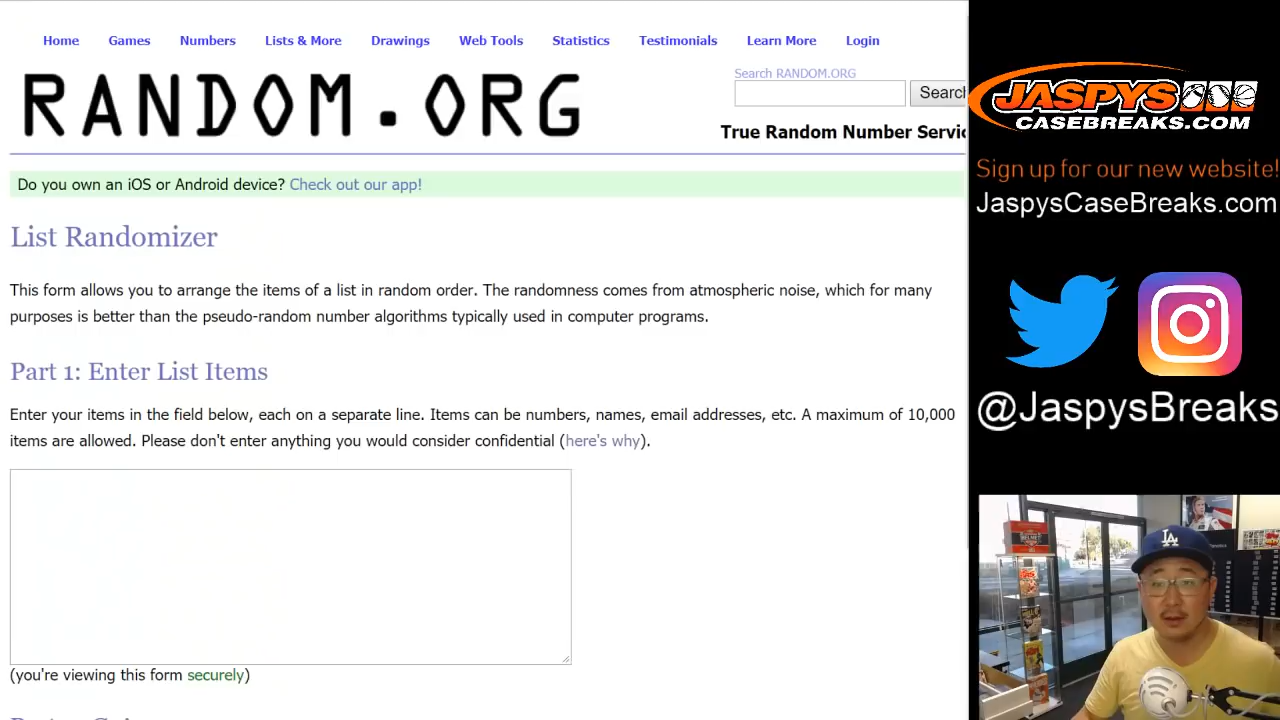 Home Games Numbers Lists & More Drawings Web Tools Statistics Testimonials Learn More Login
RANDOM.ORG
Search RANDOM.ORG
Search
True Random Number Servic
Do you own an iOS or Android device? Check out our app!
List Randomizer
This form allows you to arrange the items of a list in random order. The randomness comes from atmospheric noise, which for many
purposes is better than the pseudo-random number algorithms typically used in computer programs.
Part 1: Enter List Items
Enter your items in the field below, each on a separate line. Items can be numbers, names, email addresses, etc. A maximum of 10,000
items are allowed. Please don't enter anything you would consider confidential (here's why).
(you're viewing this form securely)
JASPYS
CASEBREAKS.COM
Sign up for our new website!
JaspysCaseBreaks.com
@JaspysBreaks
LA